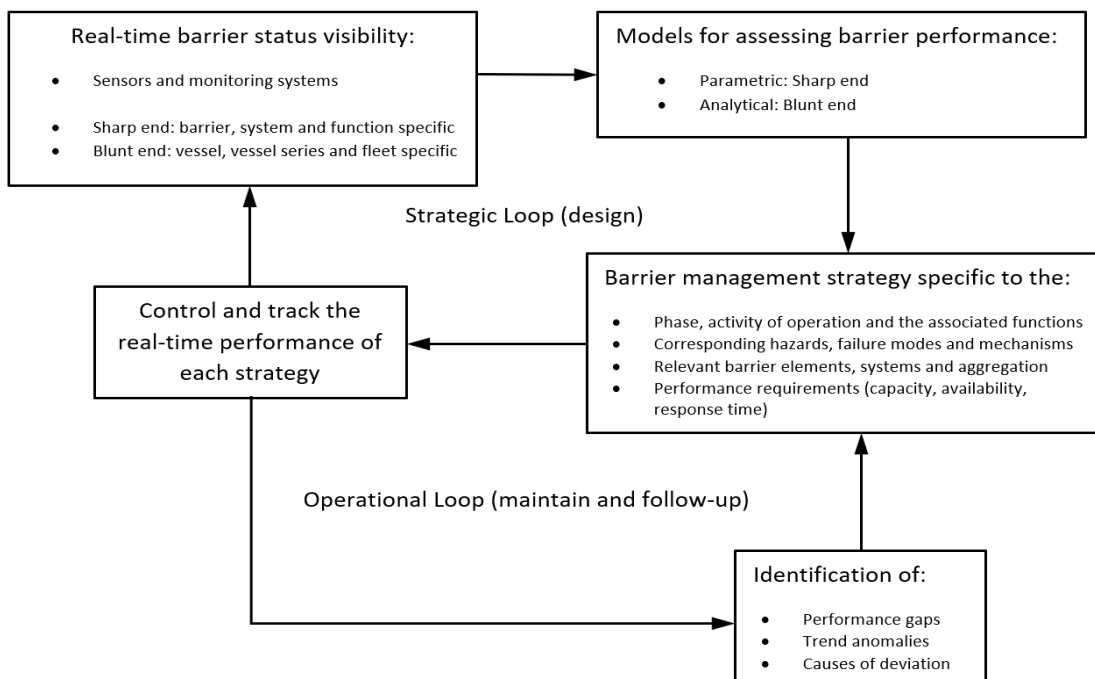 Real-time barrier status visibility:
• Sensors and monitoring systems
• Sharp end: barrier, system and function specific
• Blunt end: vessel, vessel series and fleet specific
Models for assessing barrier performance:
• Parametric: Sharp end
• Analytical: Blunt end
Strategic Loop (design)
Barrier management strategy specific to the:
• Phase, activity of operation and the associated functions
• Corresponding hazards, failure modes and mechanisms
• Relevant barrier elements, systems and aggregation
• Performance requirements (capacity, availability,
response time)
Control and track the
real-time performance of
each strategy
Operational Loop (maintain and follow-up)
Identification of:
• Performance gaps
• Trend anomalies
• Causes of deviation